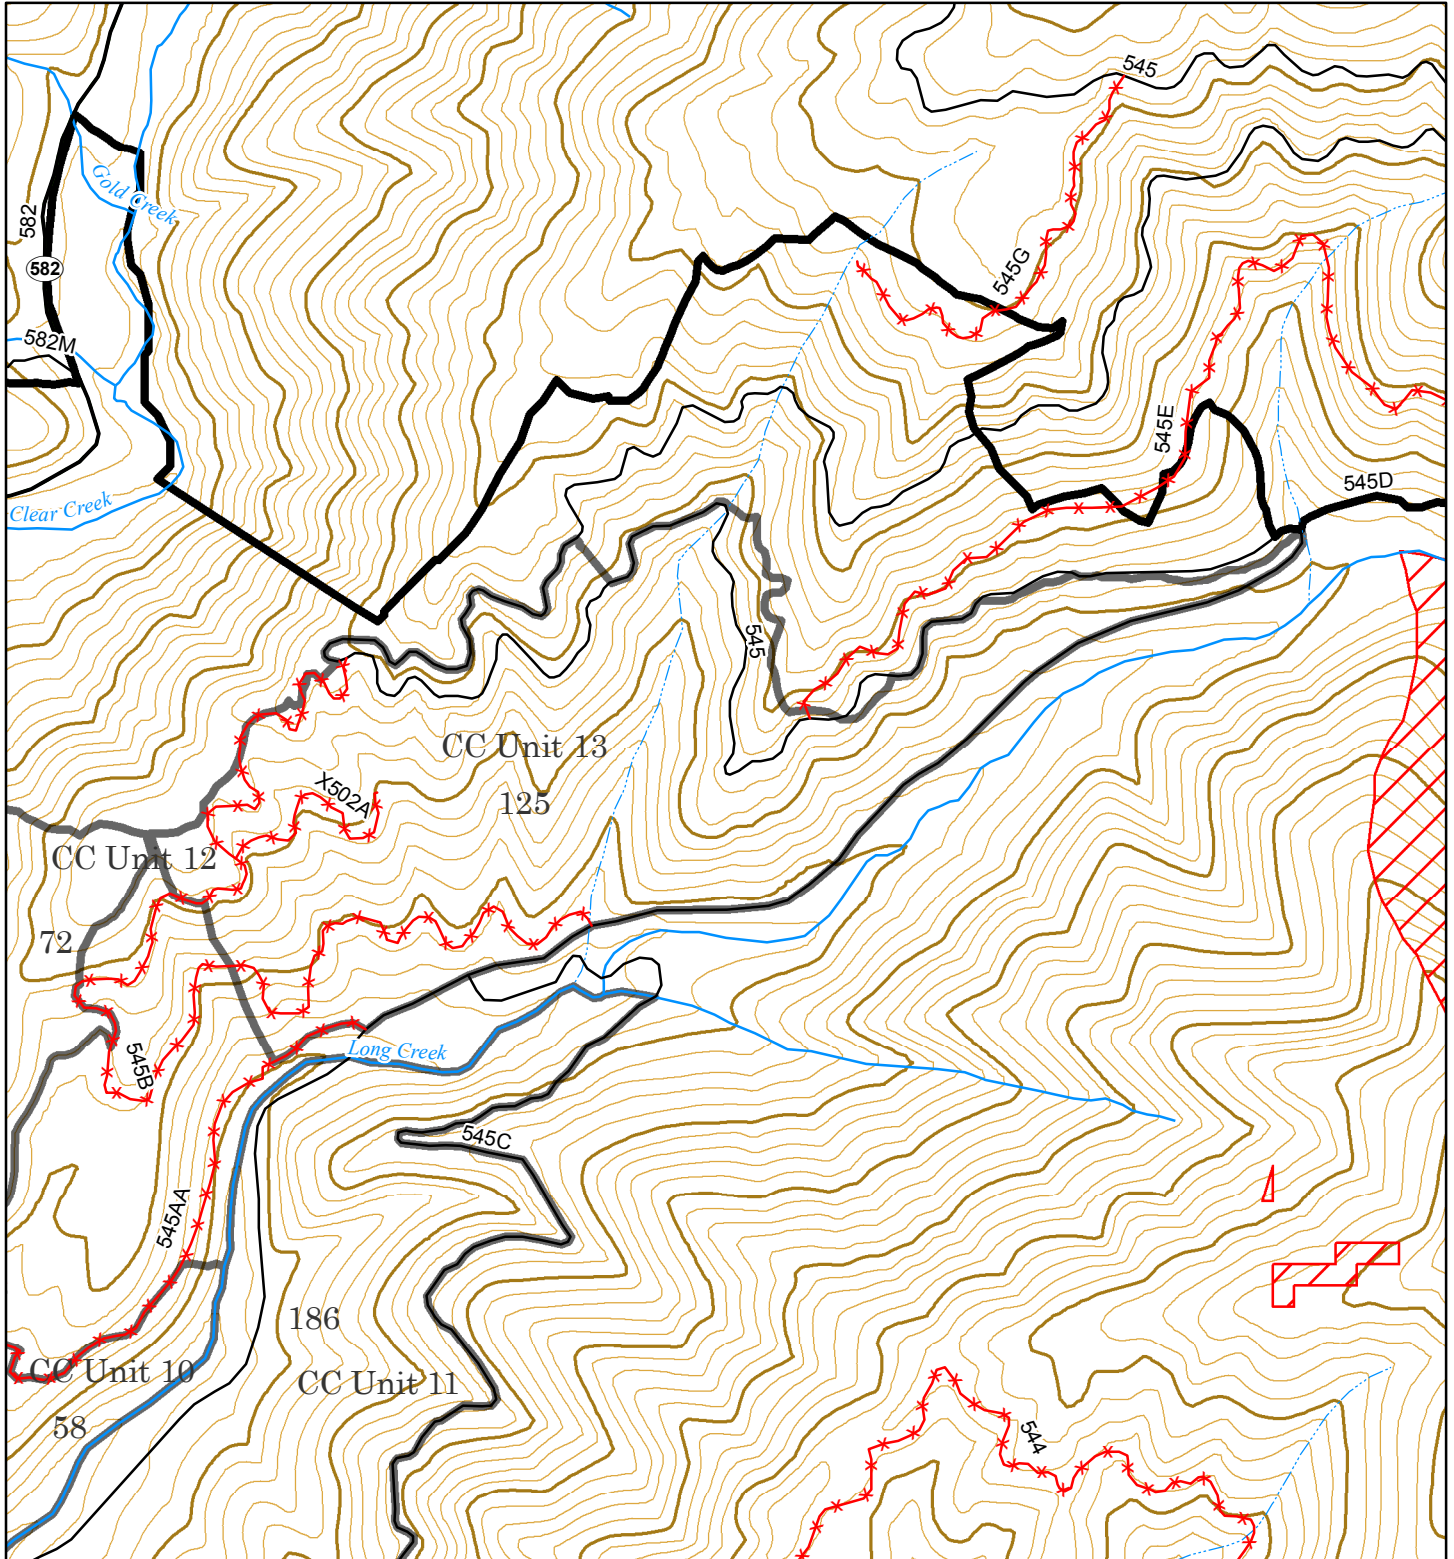 545
Gold Creek
582
582
545G
582M
545E
545D
Clear Creek
545
CC Unit 13
X502A
125
CC Unit 12
72
Long Creek
545B
545C
545AA
186
CC Unit 10
CC Unit 11
58
544